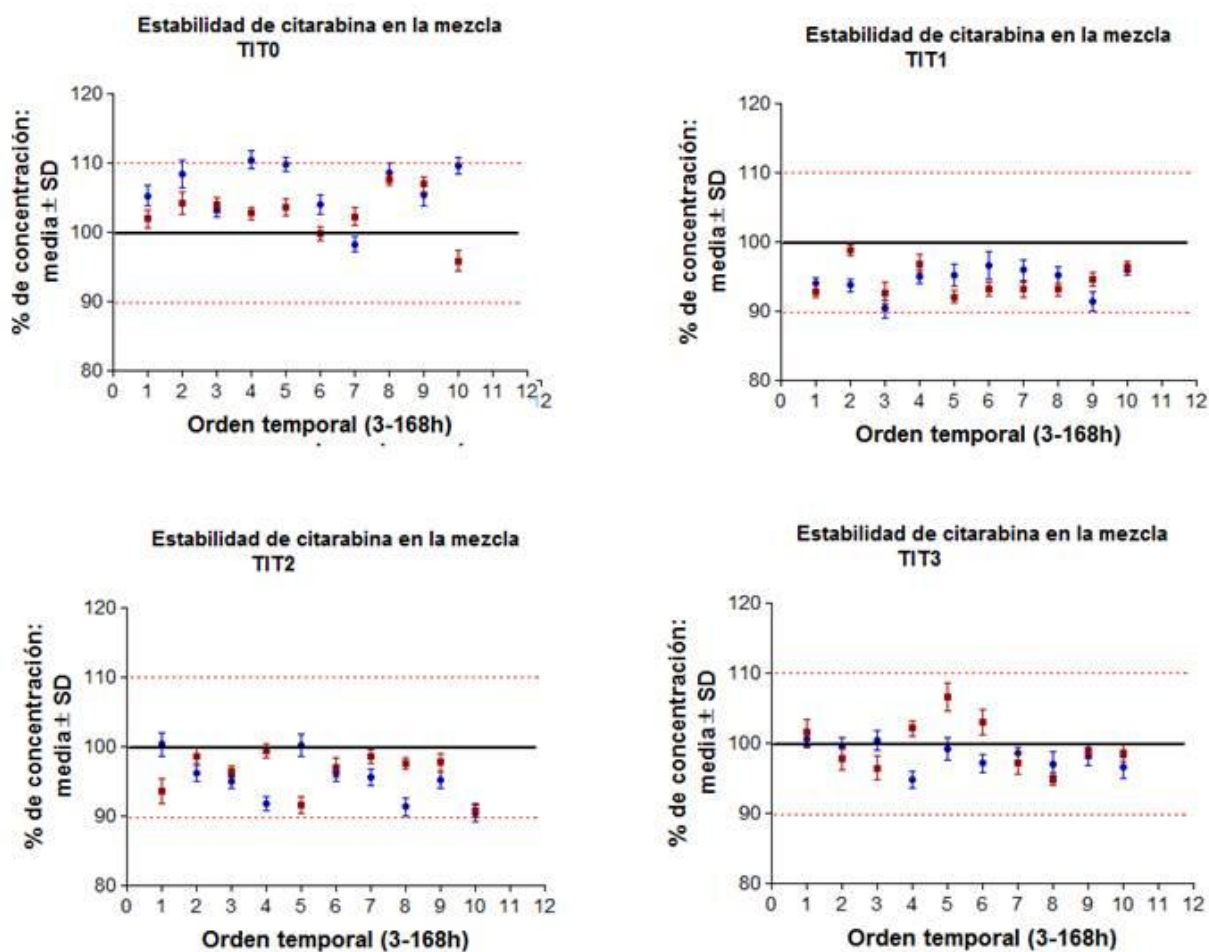 Estabilidad de citarabina en la mezcla
TIT0
% de concentración:
media ± SD
120
110
100
90
80
0 1 2 3 4 5 6 7 8 9 10 11 12
2
Orden temporal (3-168h)
Estabilidad de citarabina en la mezcla
TIT1
% de concentración:
media ± SD
120
110
100
90
80
0 1 2 3 4 5 6 7 8 9 10 11 12
Orden temporal (3-168h)
Estabilidad de citarabina en la mezcla
TIT2
% de concentración:
media ± SD
120
110
100
90
80
0 1 2 3 4 5 6 7 8 9 10 11 12
Orden temporal (3-168h)
Estabilidad de citarabina en la mezcla
TIT3
% de concentración:
media ± SD
120
110
100
90
80
0 1 2 3 4 5 6 7 8 9 10 11 12
Orden temporal (3-168h)